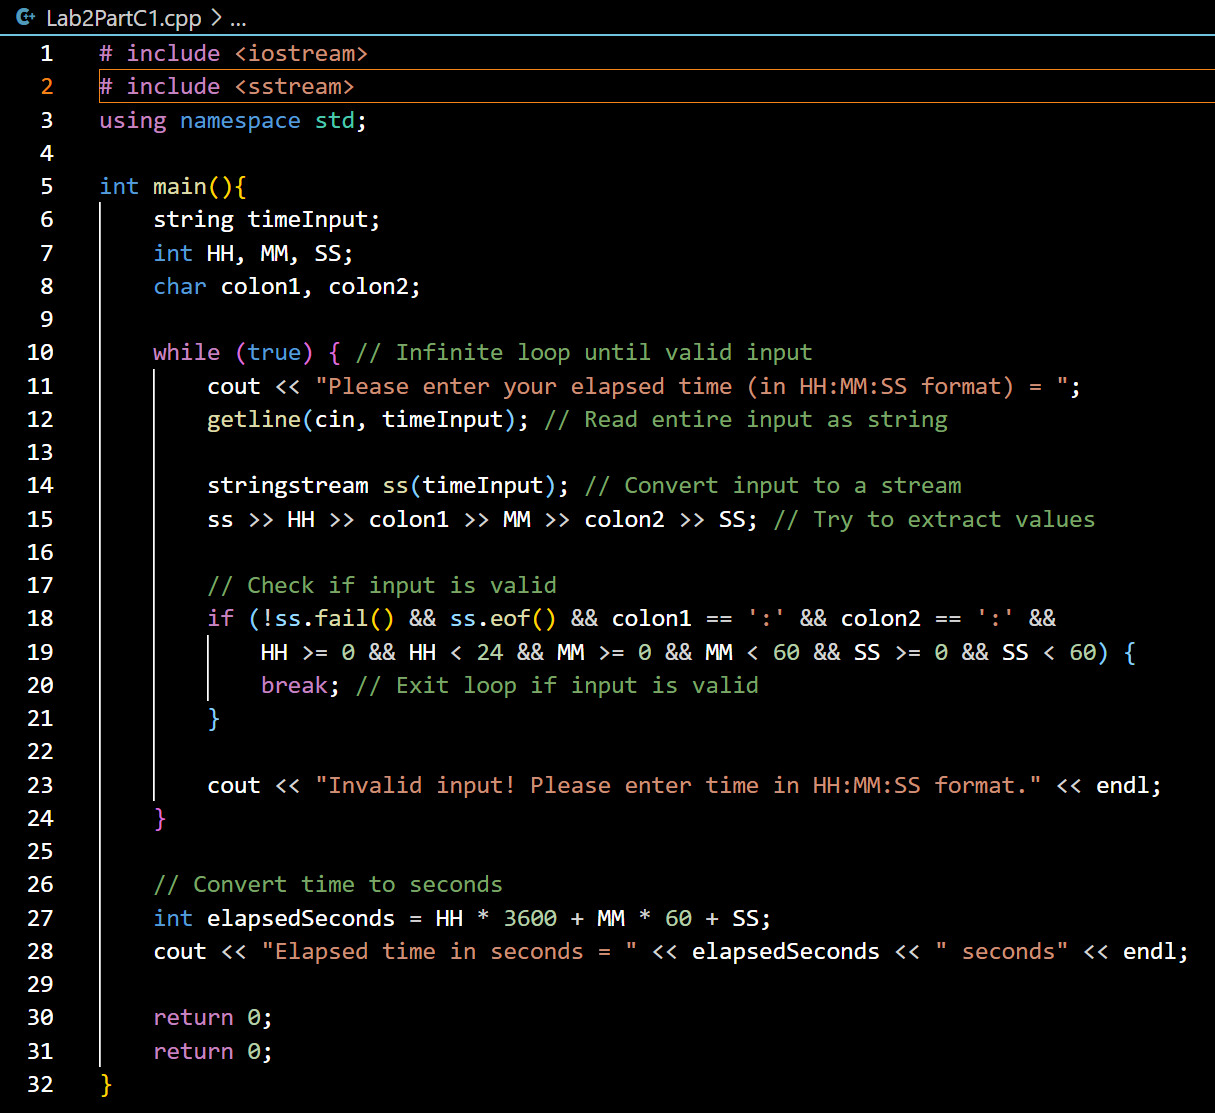 Lab2PartC1.cpp > ...
1 # include <iostream>
2 # include <sstream>
3 using namespace std;
4
5 int main(){
6     string timeInput;
7     int HH, MM, SS;
8     char colon1, colon2;
9
10     while (true) { // Infinite loop until valid input
11         cout << "Please enter your elapsed time (in HH:MM:SS format) = ";
12         getline(cin, timeInput); // Read entire input as string
13
14         stringstream ss(timeInput); // Convert input to a stream
15         ss >> HH >> colon1 >> MM >> colon2 >> SS; // Try to extract values
16
17         // Check if input is valid
18         if (!ss.fail() && ss.eof() && colon1 == ':' && colon2 == ':' &&
19             HH >= 0 && HH < 24 && MM >= 0 && MM < 60 && SS >= 0 && SS < 60) {
20             break; // Exit loop if input is valid
21         }
22
23         cout << "Invalid input! Please enter time in HH:MM:SS format." << endl;
24     }
25
26     // Convert time to seconds
27     int elapsedSeconds = HH * 3600 + MM * 60 + SS;
28     cout << "Elapsed time in seconds = " << elapsedSeconds << " seconds" << endl;
29
30     return 0;
31     return 0;
32 }